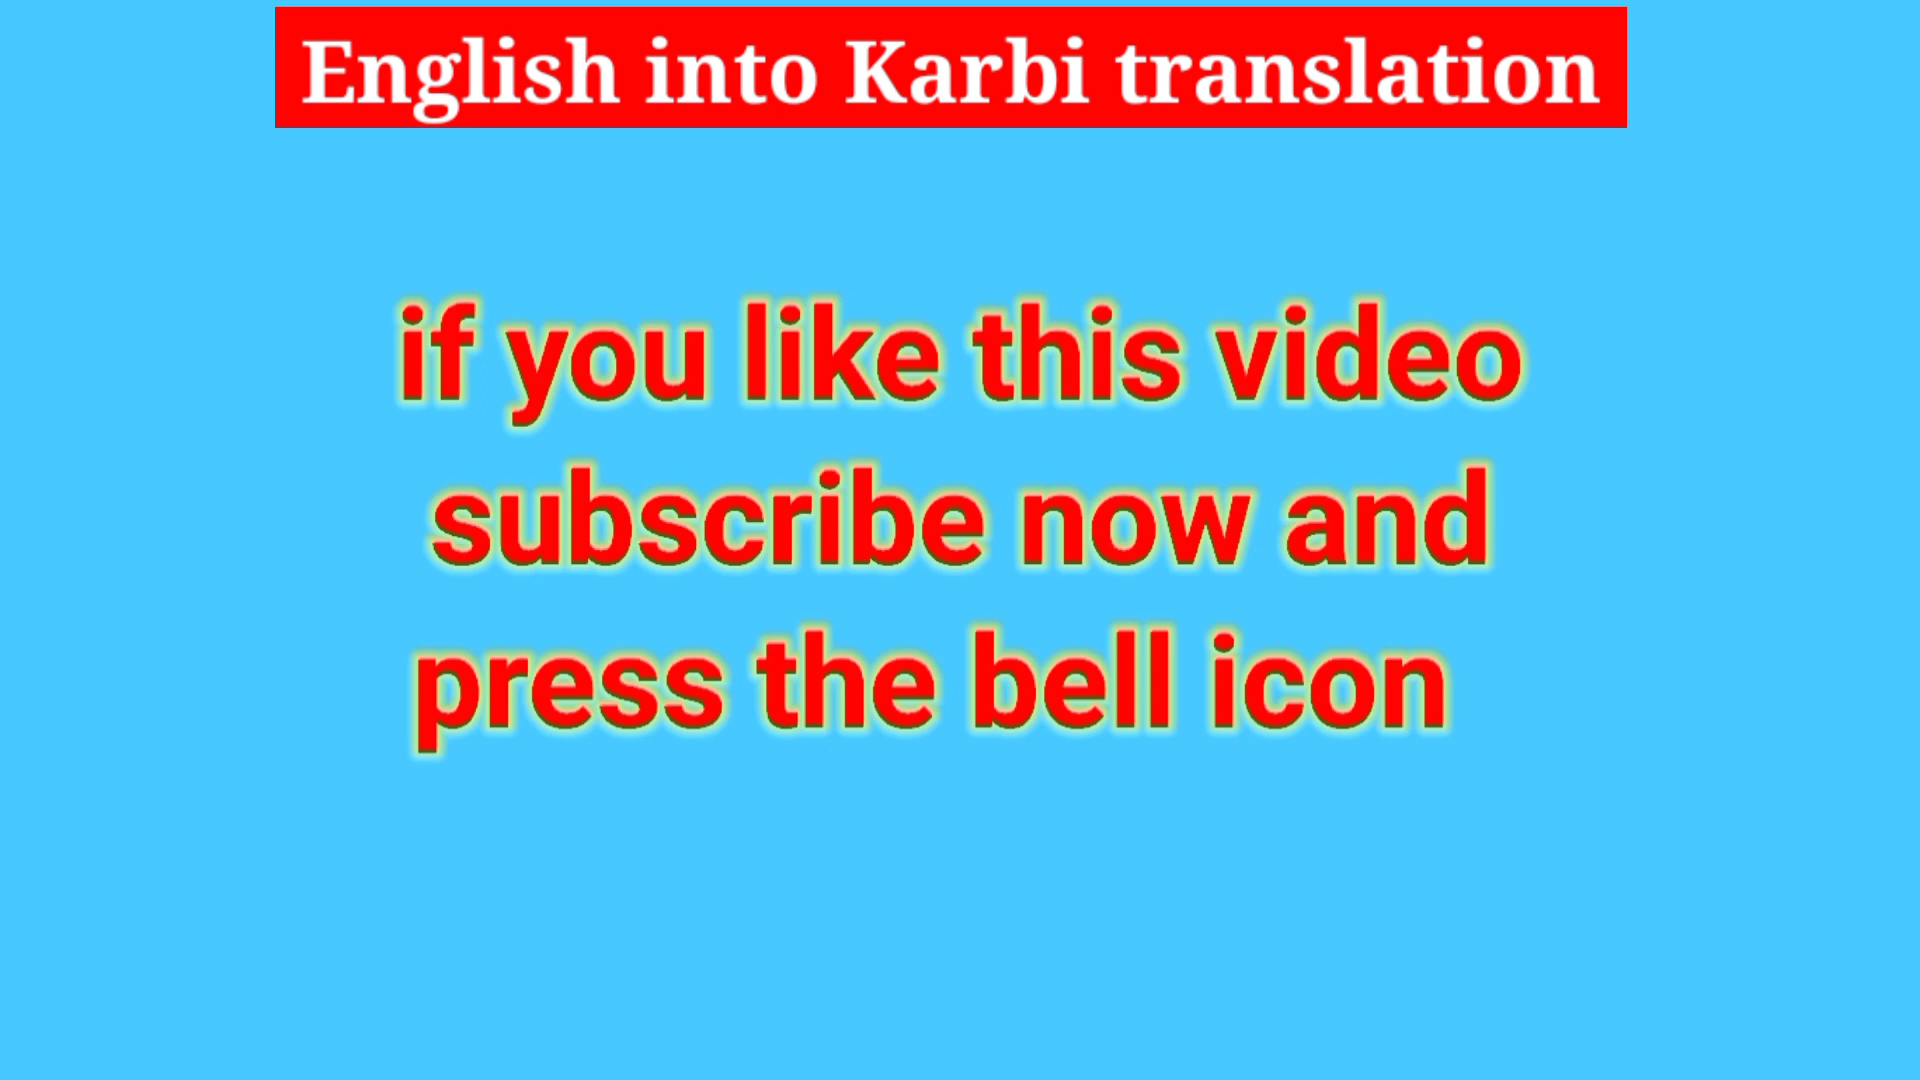 English into Karbi translation
if you like this video
subscribe now and
press the bell icon